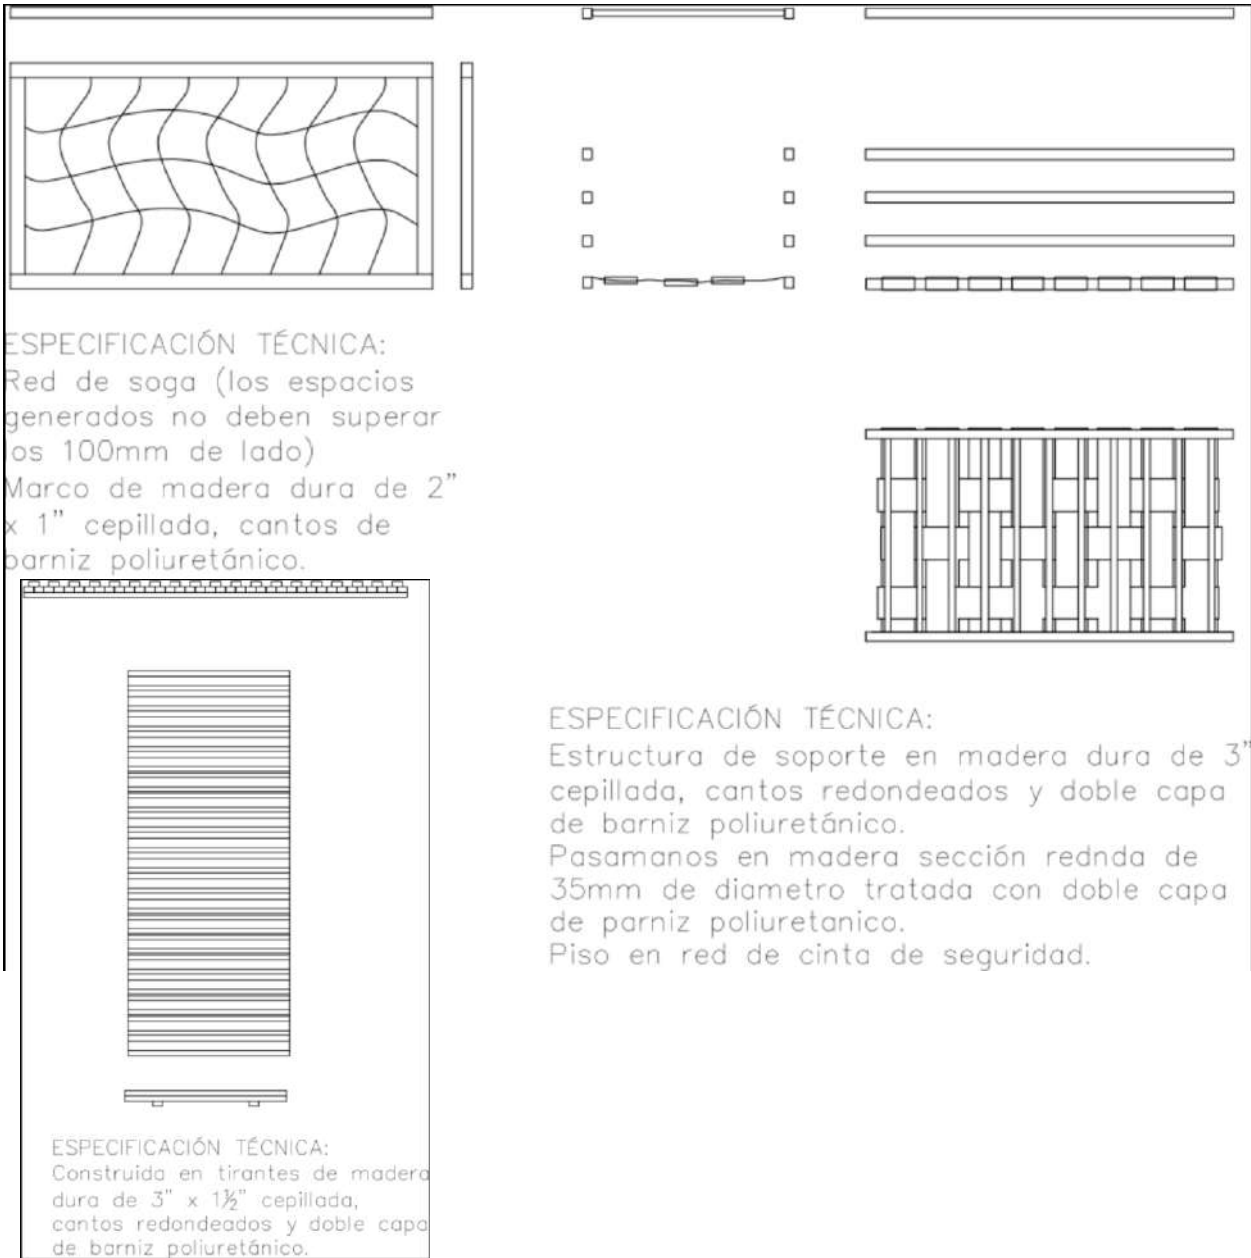 ESPECIFICACIÓN TÉCNICA:
Red de soga (los espacios
generados no deben superar
los 100mm de lado)
Marco de madera dura de 2"
x 1" cepillada, cantos de
barniz poliuretánico.
ESPECIFICACIÓN TÉCNICA:
Estructura de soporte en madera dura de 3"
cepillada, cantos redondeados y doble capa
de barniz poliuretánico.
Pasamanos en madera sección rednda de
35mm de diametro tratada con doble capa
de parniz poliuretanico.
Piso en red de cinta de seguridad.
ESPECIFICACIÓN TÉCNICA:
Construida en tirantes de madera
dura de 3" x 1½" cepillada,
cantos redondeados y doble capa
de barniz poliuretánico.